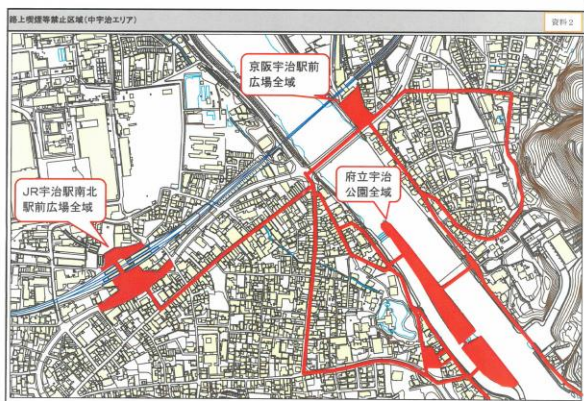 路上喫煙等禁止区域(中宇治エリア)
資料2
京阪宇治駅前
広場全域
府立宇治
公園全域
JR宇治駅南北
駅前広場全域